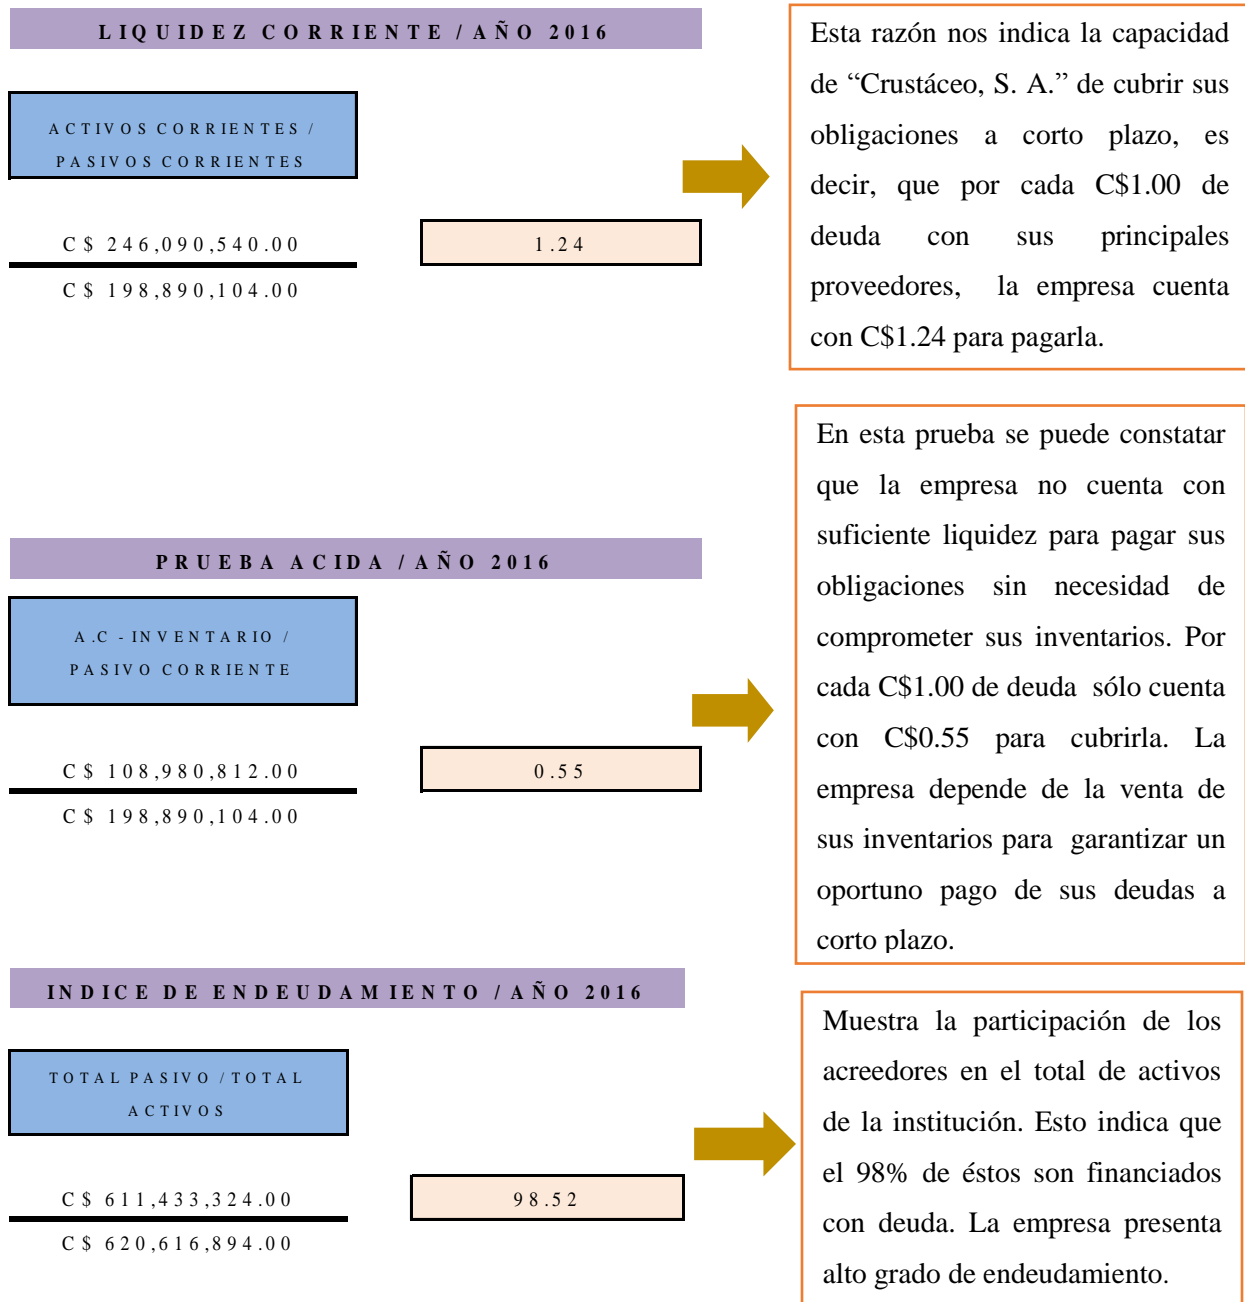 LIQUIDEZ CORRIENTE / AÑO 2016
ACTIVOS CORRIENTES /
PASIVOS CORRIENTES
C$ 246,090,540.00
1.24
C$ 198,890,104.00
Esta razón nos indica la capacidad
de “Crustáceo, S. A.” de cubrir sus
obligaciones a corto plazo, es
decir, que por cada C$1.00 de
deuda con sus principales
proveedores, la empresa cuenta
con C$1.24 para pagarla.
PRUEBA ACIDA / AÑO 2016
A.C - INVENTARIO /
PASIVO CORRIENTE
C$ 108,980,812.00
0.55
C$ 198,890,104.00
En esta prueba se puede constatar
que la empresa no cuenta con
suficiente liquidez para pagar sus
obligaciones sin necesidad de
comprometer sus inventarios. Por
cada C$1.00 de deuda sólo cuenta
con C$0.55 para cubrirla. La
empresa depende de la venta de
sus inventarios para garantizar un
oportuno pago de sus deudas a
corto plazo.
INDICE DE ENDEUDAMIENTO / AÑO 2016
TOTAL PASIVO / TOTAL
ACTIVOS
C$ 611,433,324.00
98.52
C$ 620,616,894.00
Muestra la participación de los
acreedores en el total de activos
de la institución. Esto indica que
el 98% de éstos son financiados
con deuda. La empresa presenta
alto grado de endeudamiento.